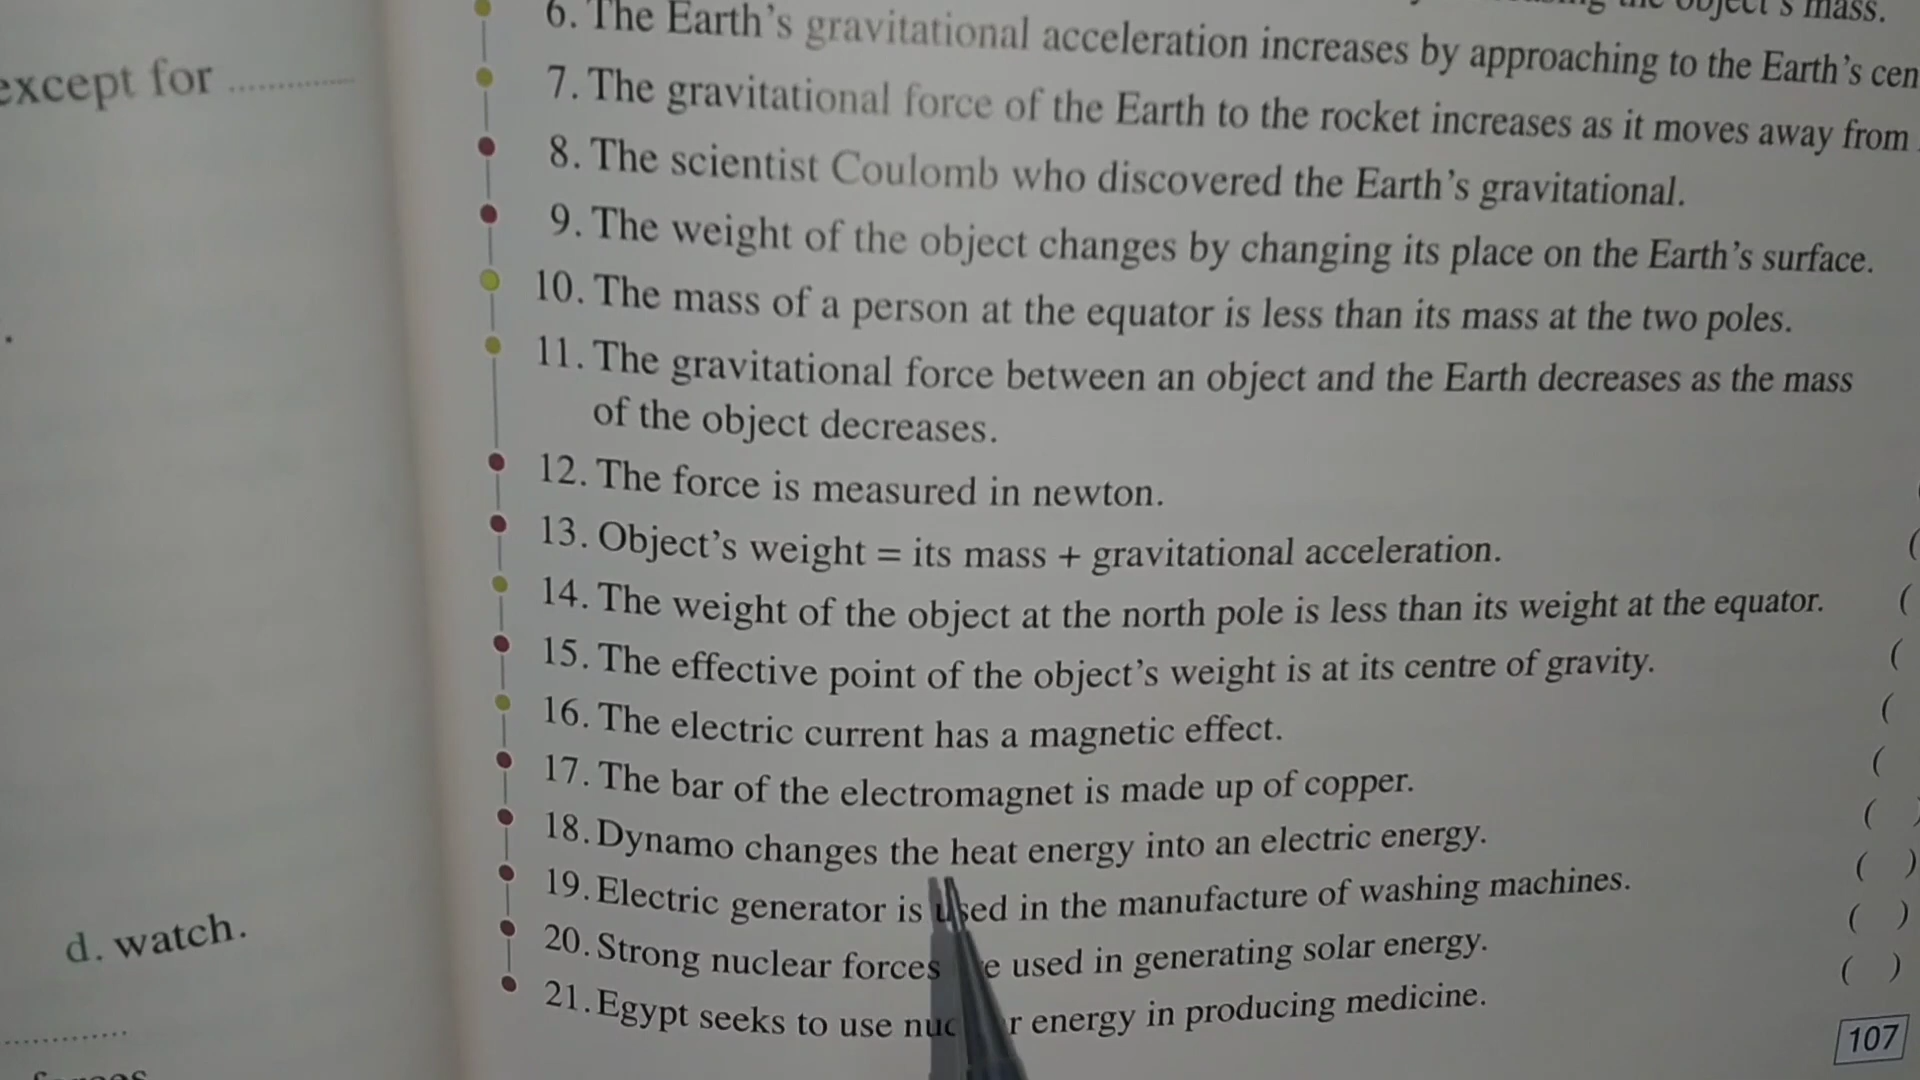 object's mass.
6. The Earth's gravitational acceleration increases by approaching to the Earth's cen
except for ..............
7. The gravitational force of the Earth to the rocket increases as it moves away from
8. The scientist Coulomb who discovered the Earth's gravitational.
9. The weight of the object changes by changing its place on the Earth's surface.
10. The mass of a person at the equator is less than its mass at the two poles.
11. The gravitational force between an object and the Earth decreases as the mass
of the object decreases.
12. The force is measured in newton.
13. Object's weight = its mass + gravitational acceleration. (
14. The weight of the object at the north pole is less than its weight at the equator. (
15. The effective point of the object's weight is at its centre of gravity. (
16. The electric current has a magnetic effect. (
17. The bar of the electromagnet is made up of copper. (
18. Dynamo changes the heat energy into an electric energy. ( )
19. Electric generator is used in the manufacture of washing machines. ( )
d. watch.
20. Strong nuclear forces used in generating solar energy. ( )
21. Egypt seeks to use energy in producing medicine. ( )
107